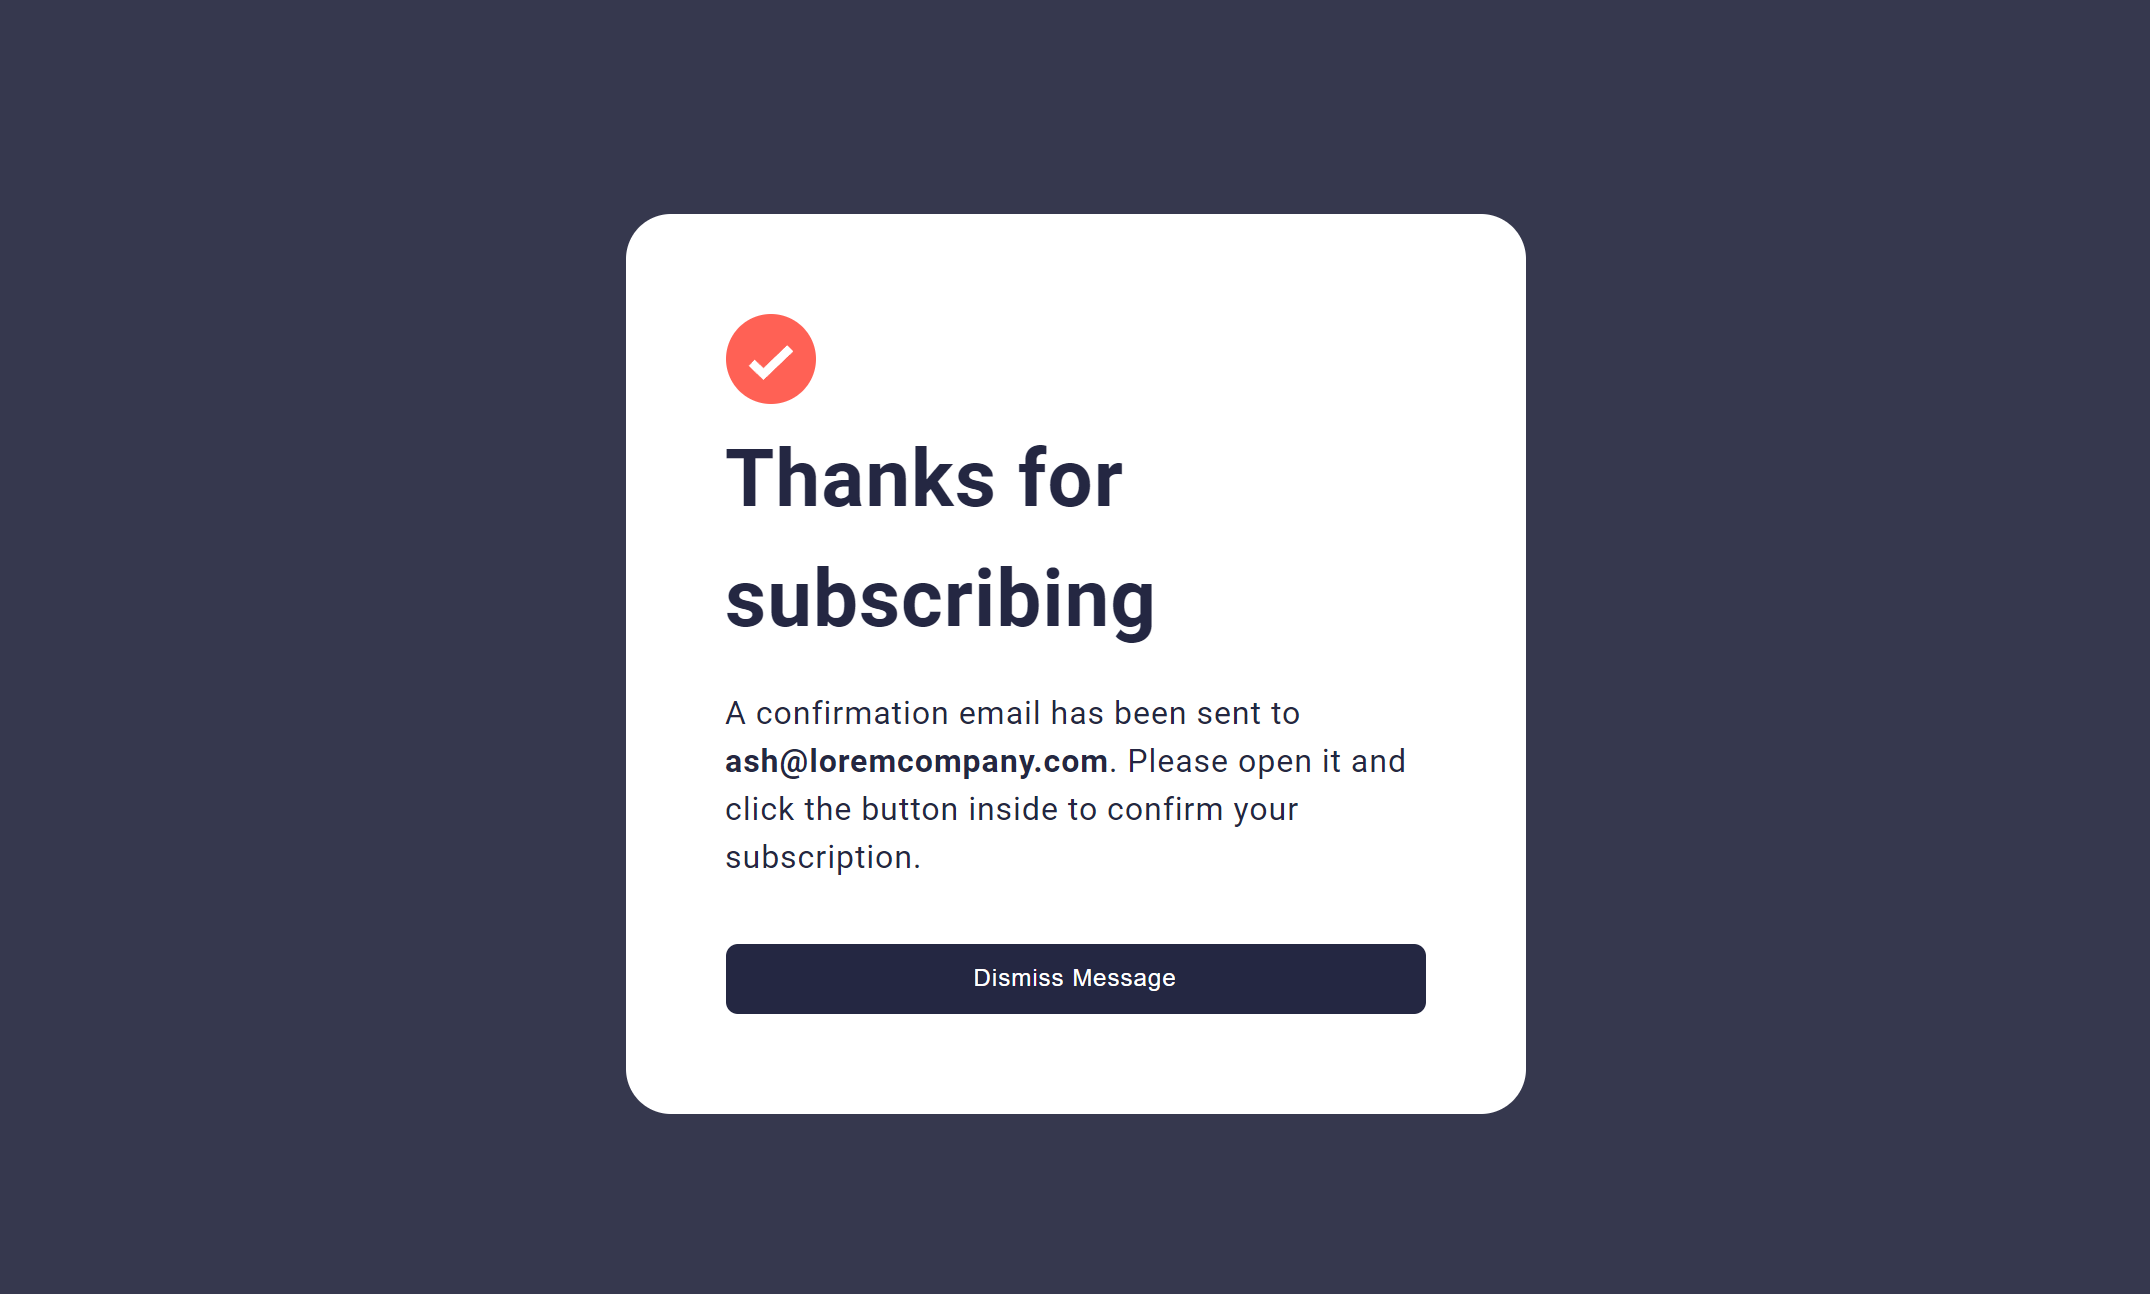 Thanks for
subscribing
A confirmation email has been sent to
ash@loremcompany.com. Please open it and
click the button inside to confirm your
subscription.
Dismiss Message